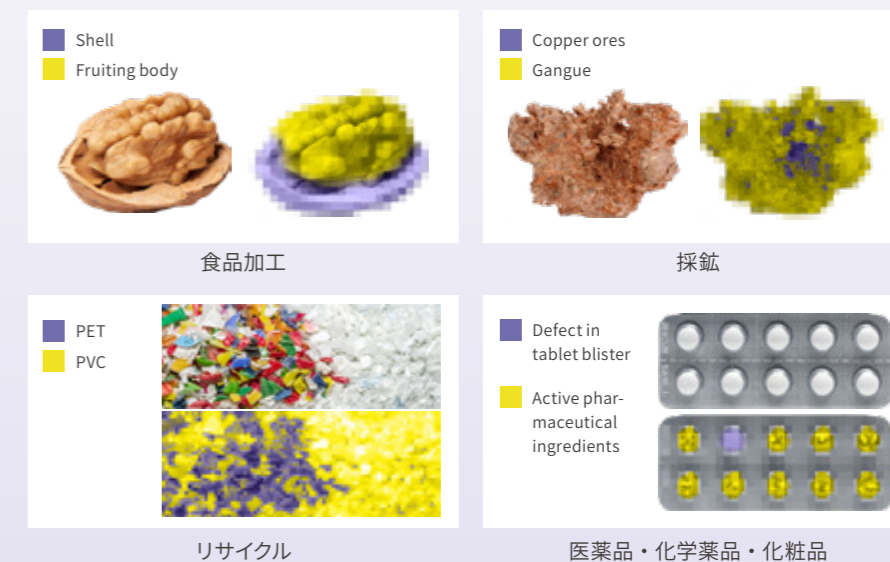 Shell
Fruiting body
食品加工
Copper ores
Gangue
採鉱
PET
PVC
リサイクル
Defect in
tablet blister
Active phar-
maceutical
ingredients
医薬品・化学薬品・化粧品